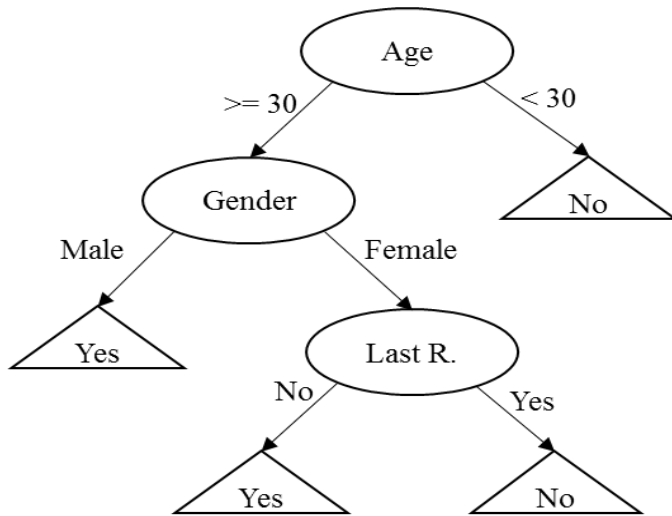 Age
>= 30
< 30
Gender
No
Male
Female
Yes
Last R.
No
Yes
Yes
No